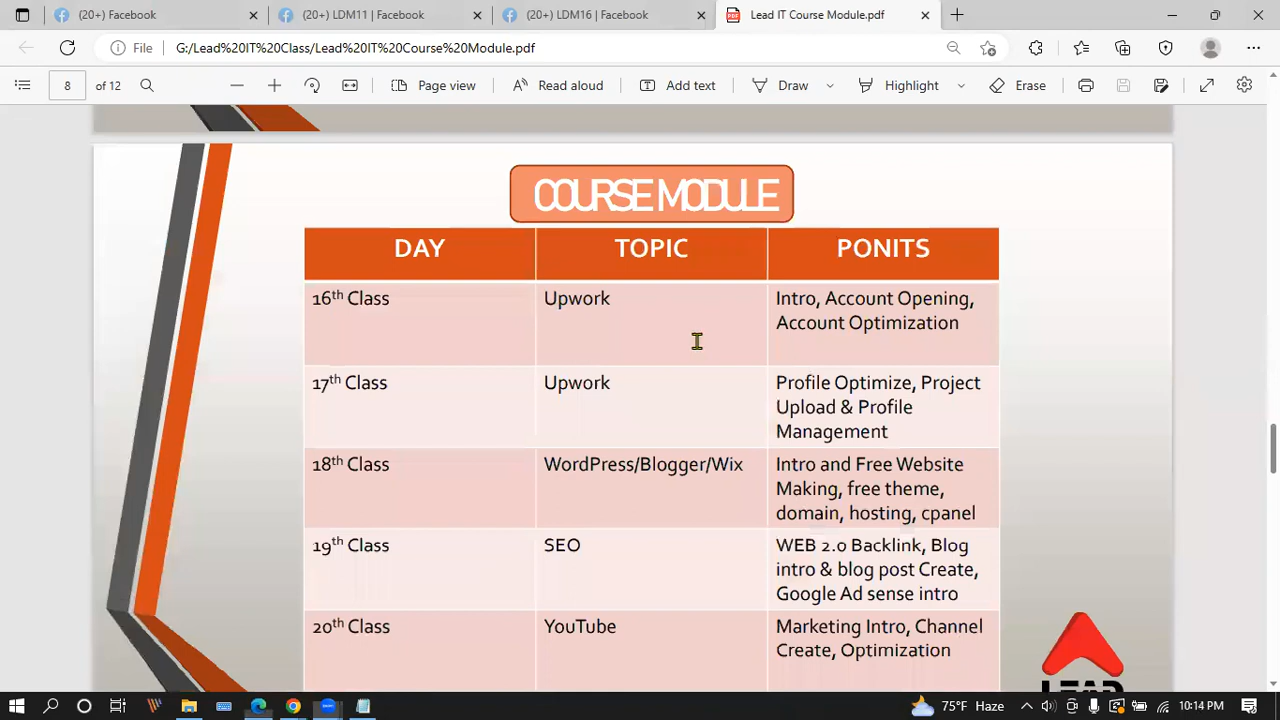 (20+) Facebook
(20+) LDM11 | Facebook
(20+) LDM16 | Facebook
Lead IT Course Module.pdf
File
G:/Lead%20IT%20Class/Lead%20IT%20Course%20Module.pdf
8 of 12
Page view
Read aloud
Add text
Draw
Highlight
Erase
COURSE MODULE
DAY TOPIC PONITS
16th Class Upwork Intro, Account Opening,
Account Optimization
17th Class Upwork Profile Optimize, Project
Upload & Profile
Management
18th Class WordPress/Blogger/Wix Intro and Free Website
Making, free theme,
domain, hosting, cpanel
19th Class SEO WEB 2.0 Backlink, Blog
intro & blog post Create,
Google Ad sense intro
20th Class YouTube Marketing Intro, Channel
Create, Optimization
LEAD
75°F Haze
10:14 PM